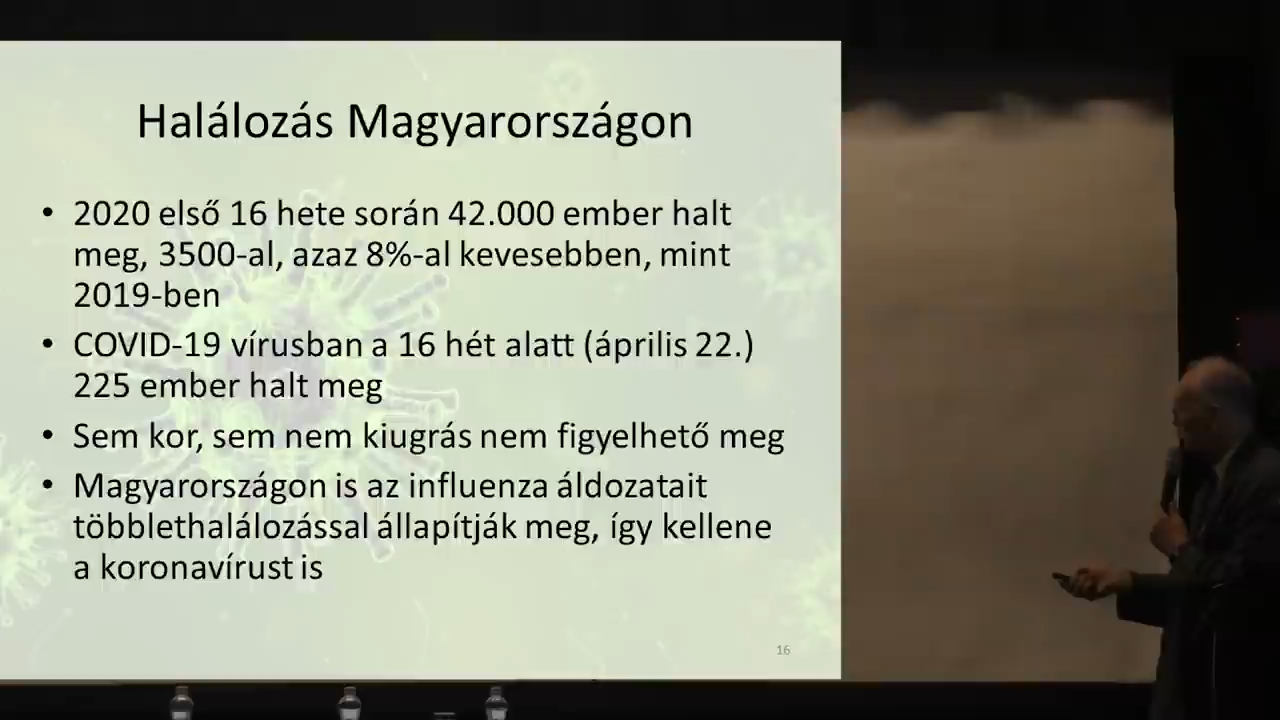 Halálozás Magyarországon
• 2020 első 16 hete során 42.000 ember halt
meg, 3500-al, azaz 8%-al kevesebben, mint
2019-ben
• COVID-19 vírusban a 16 hét alatt (április 22.)
225 ember halt meg
• Sem kor, sem nem kiugrás nem figyelhető meg
• Magyarországon is az influenza áldozatait
többlethalálozással állapítják meg, így kellene
a koronavírust is
16